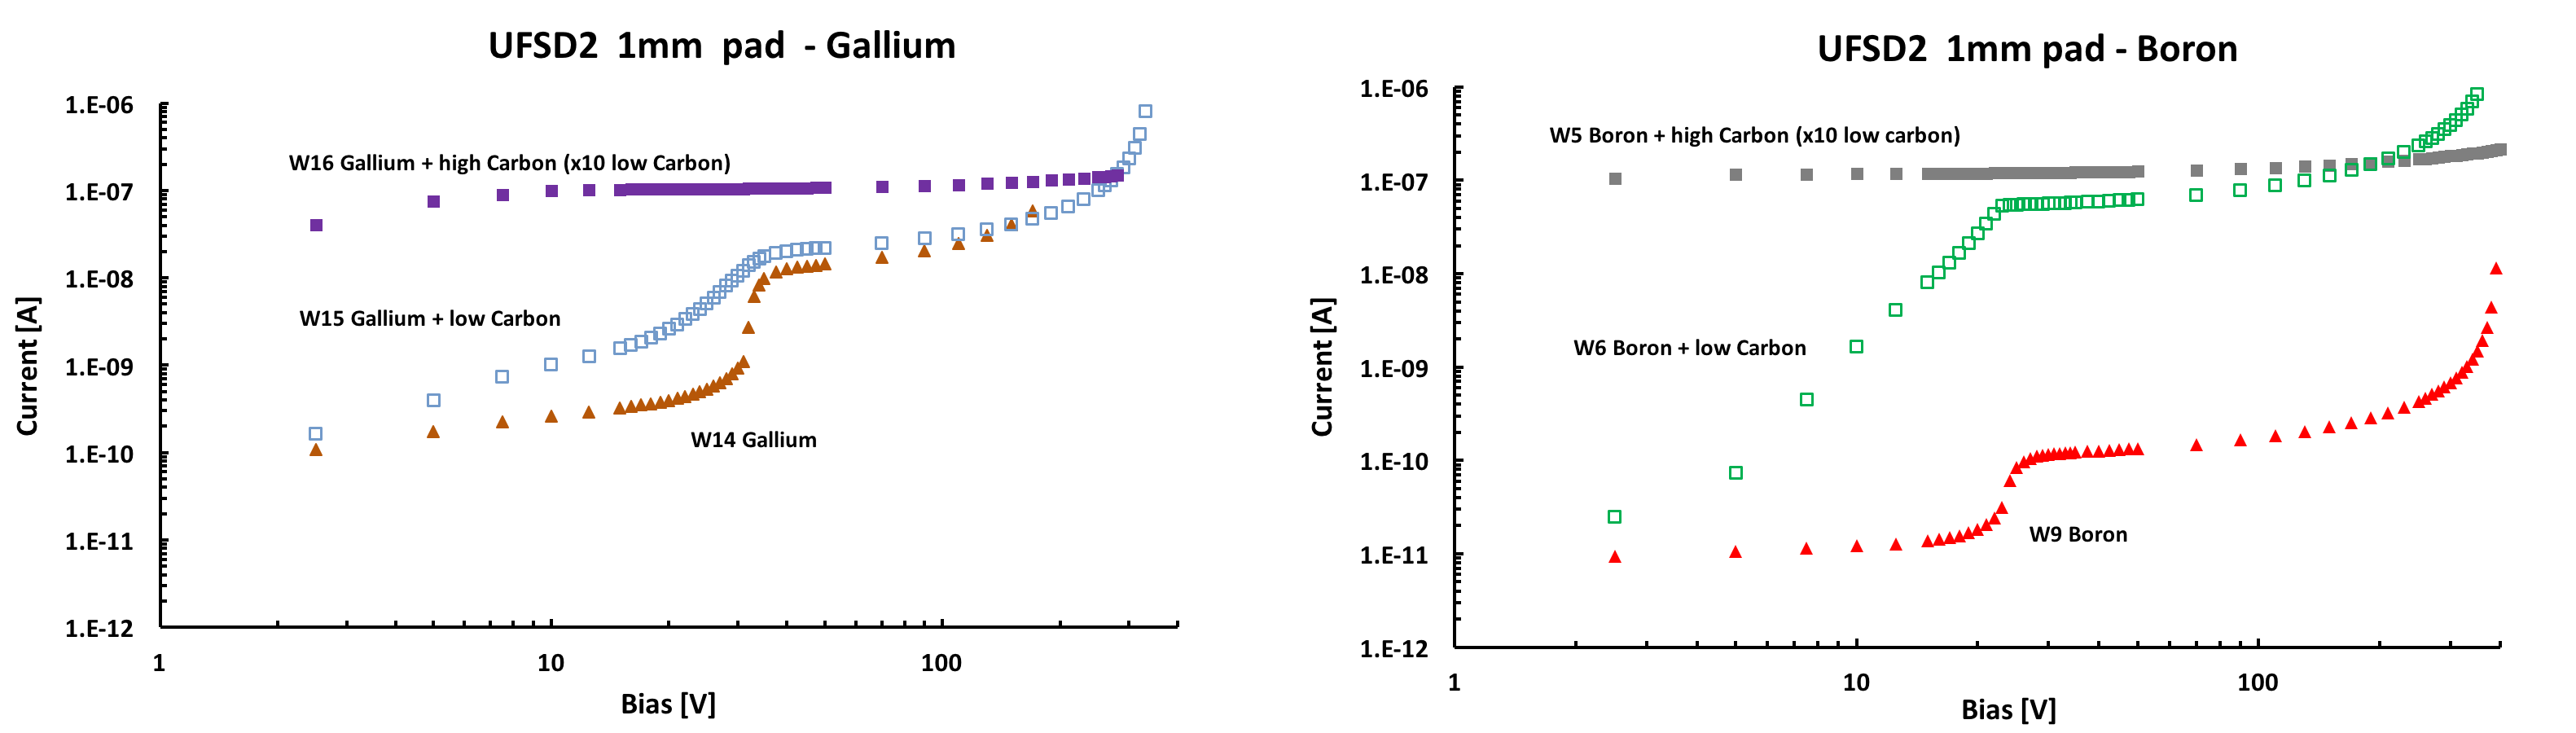 UFSD2 1mm pad - Gallium
1.E-06
1.E-07
1.E-08
1.E-09
1.E-10
1.E-11
1.E-12
Current [A]
W16 Gallium + high Carbon (x10 low Carbon)
W15 Gallium + low Carbon
W14 Gallium
1
10
100
Bias [V]
UFSD2 1mm pad - Boron
1.E-06
1.E-07
1.E-08
1.E-09
1.E-10
1.E-11
1.E-12
Current [A]
W5 Boron + high Carbon (x10 low carbon)
W6 Boron + low Carbon
W9 Boron
1
10
100
Bias [V]